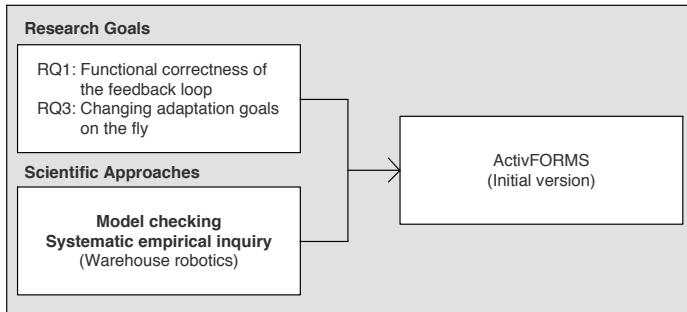 Research Goals
RQ1: Functional correctness of
the feedback loop
RQ3: Changing adaptation goals
on the fly
Scientific Approaches
Model checking
Systematic empirical inquiry
(Warehouse robotics)
ActivFORMS
(Initial version)